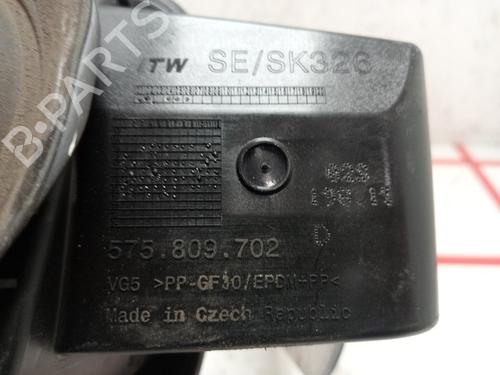 ITW SE/SK326
575.809.702 D
VG5 >PP-GF30/EPDM-PP<
Made in Czech Republic
B-PARTS